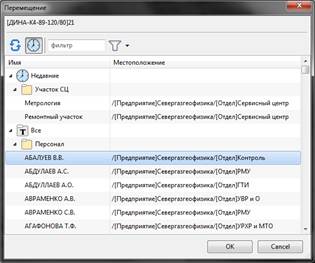 Перемещение
[ДИНА-К4-89-120/80]21
фильтр
Имя Местоположение
Недавние
Участок СЦ
Метрология /[Предприятие]Севергазгеофизика/[Отдел]Сервисный центр
Ремонтный участок /[Предприятие]Севергазгеофизика/[Отдел]Сервисный центр
Все
Персонал
АБАЛУЕВ В.В. /[Предприятие]Севергазгеофизика/[Отдел]Контроль
АБДУЛАЕВ А.С. /[Предприятие]Севергазгеофизика/[Отдел]РМУ
АБДУЛЛАЕВ А.О. /[Предприятие]Севергазгеофизика/[Отдел]ГТИ
АВРАМЕНКО А.В. /[Предприятие]Севергазгеофизика/[Отдел]УВР и О
АВРАМЕНКО С.В. /[Предприятие]Севергазгеофизика/[Отдел]РМУ
АГАФОНОВА Т.Ф. /[Предприятие]Севергазгеофизика/[Отдел]УРХР и МТО
OK Cancel